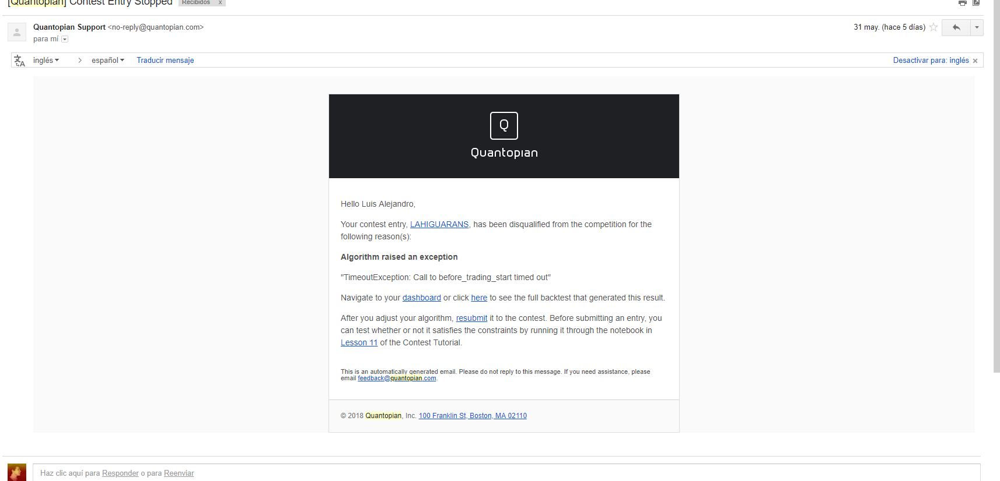 [Quantopian] Contest Entry Stopped Recibidos x
Quantopian Support <no-reply@quantopian.com>
31 may. (hace 5 días)
para mí
inglés > español Traducir mensaje
Desactivar para: inglés x
Q
Quantopian
Hello Luis Alejandro,
Your contest entry, LAHIGUARANS, has been disqualified from the competition for the
following reason(s):
Algorithm raised an exception
"TimeoutException: Call to before_trading_start timed out"
Navigate to your dashboard or click here to see the full backtest that generated this result.
After you adjust your algorithm, resubmit it to the contest. Before submitting an entry, you
can test whether or not it satisfies the constraints by running it through the notebook in
Lesson 11 of the Contest Tutorial.
This is an automatically generated email. Please do not reply to this message. If you need assistance, please
email feedback@quantopian.com.
© 2018 Quantopian, Inc. 100 Franklin St, Boston, MA 02110
Haz clic aquí para Responder o para Reenviar